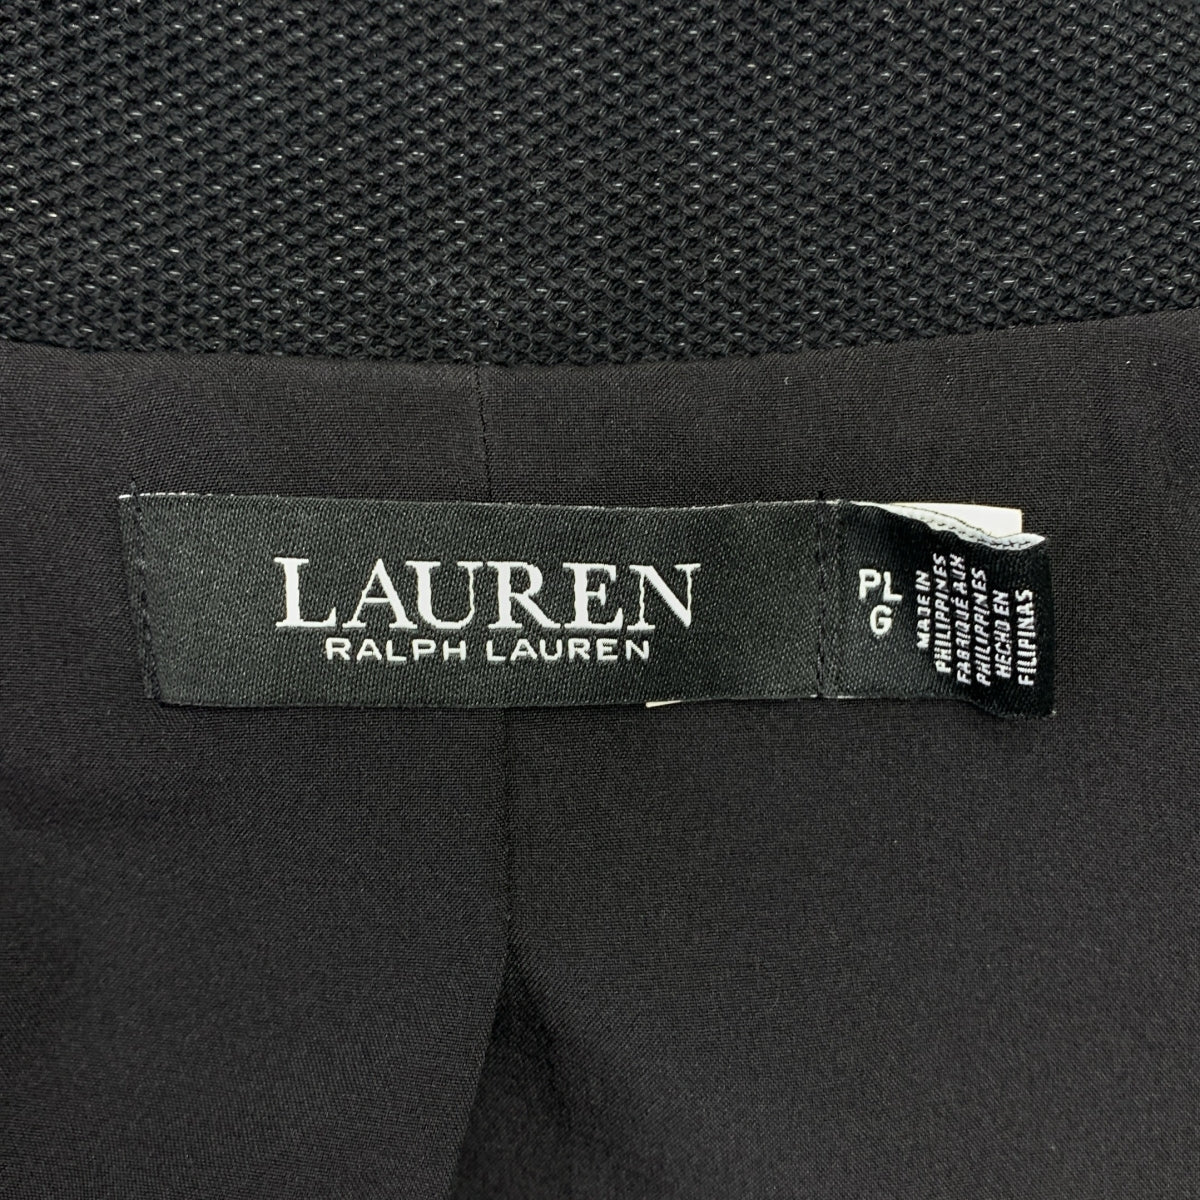 LAUREN
RALPH LAUREN
PL
G
MADE IN
PHILIPPINES
FABRIQUÉ AUX
PHILIPPINES
HECHO EN
FILIPINAS